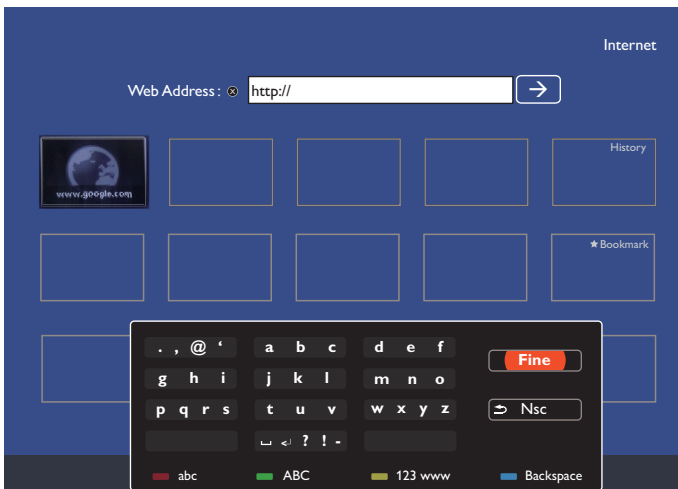 Internet
Web Address : ⊗ http:// →
www.google.com
History
★ Bookmark
. , @ ‘ a b c d e f
Fine
g h i j k l m n o
p q r s t u v w x y z
Nsc
⎵ ↵ ? ! -
abc ABC 123 www Backspace